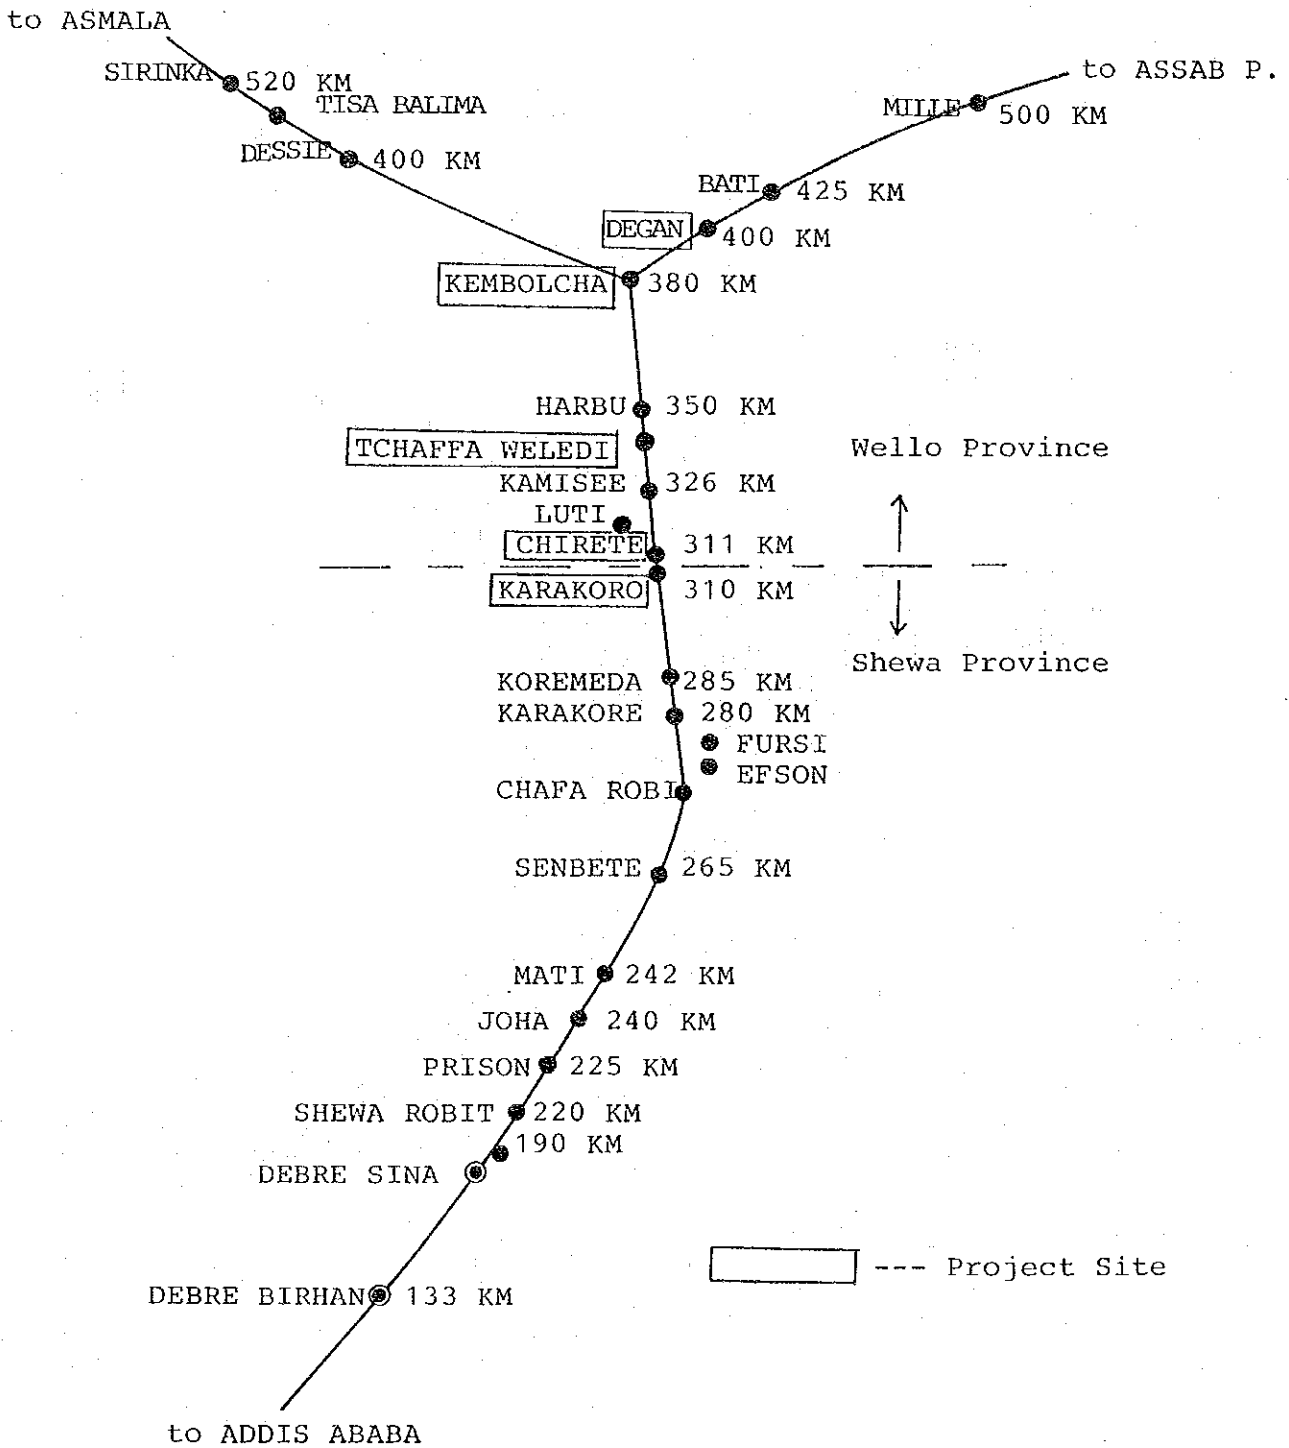 to ASMALA
SIRINKA 520 KM
to ASSAB P.
TISA BALIMA
MILLE 500 KM
DESSIE 400 KM
BATI 425 KM
DEGAN 400 KM
KEMBOLCHA 380 KM
HARBU 350 KM
TCHAFFA WELEDI
Wello Province
KAMISEE 326 KM
LUTI
CHIRETE 311 KM
KARAKORO 310 KM
Shewa Province
KOREMEDA 285 KM
KARAKORE 280 KM
FURSI
EFSON
CHAFA ROBI
SENBETE 265 KM
MATI 242 KM
JOHA 240 KM
PRISON 225 KM
SHEWA ROBIT 220 KM
190 KM
DEBRE SINA
--- Project Site
DEBRE BIRHAN 133 KM
to ADDIS ABABA